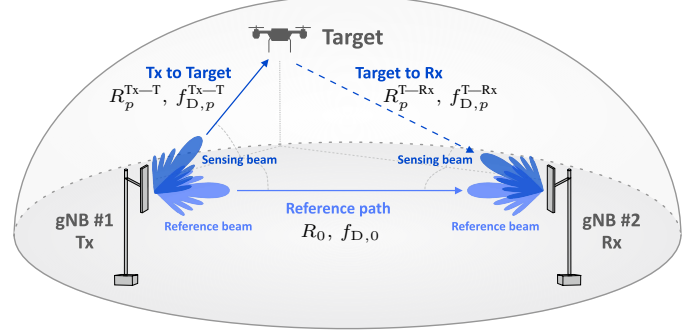 Target
Tx to Target
R_p^{Tx—T}, f_{D,p}^{Tx—T}
Target to Rx
R_p^{T—Rx}, f_{D,p}^{T—Rx}
Sensing beam
Sensing beam
gNB #1
Tx
Reference beam
Reference path
R_0, f_{D,0}
Reference beam
gNB #2
Rx